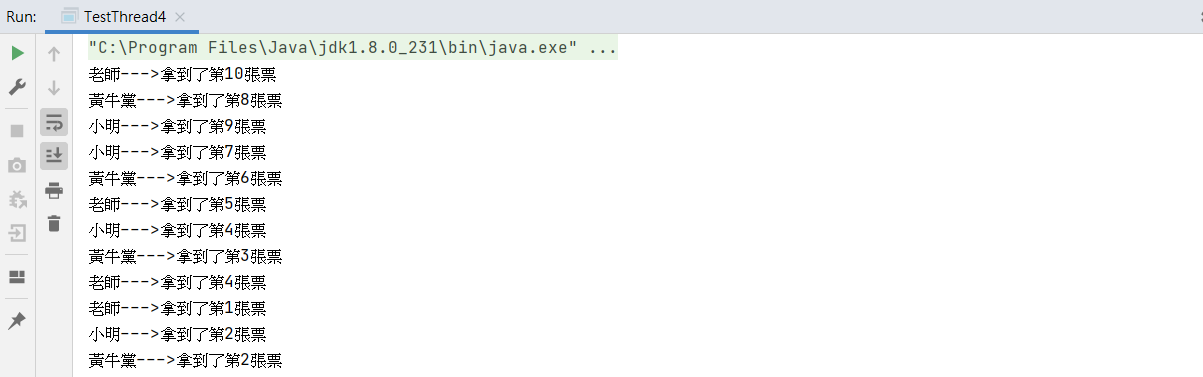 Run: TestThread4
"C:\Program Files\Java\jdk1.8.0_231\bin\java.exe" ...
老師--->拿到了第10張票
黃牛黨--->拿到了第8張票
小明--->拿到了第9張票
小明--->拿到了第7張票
黃牛黨--->拿到了第6張票
老師--->拿到了第5張票
小明--->拿到了第4張票
黃牛黨--->拿到了第3張票
老師--->拿到了第4張票
老師--->拿到了第1張票
小明--->拿到了第2張票
黃牛黨--->拿到了第2張票